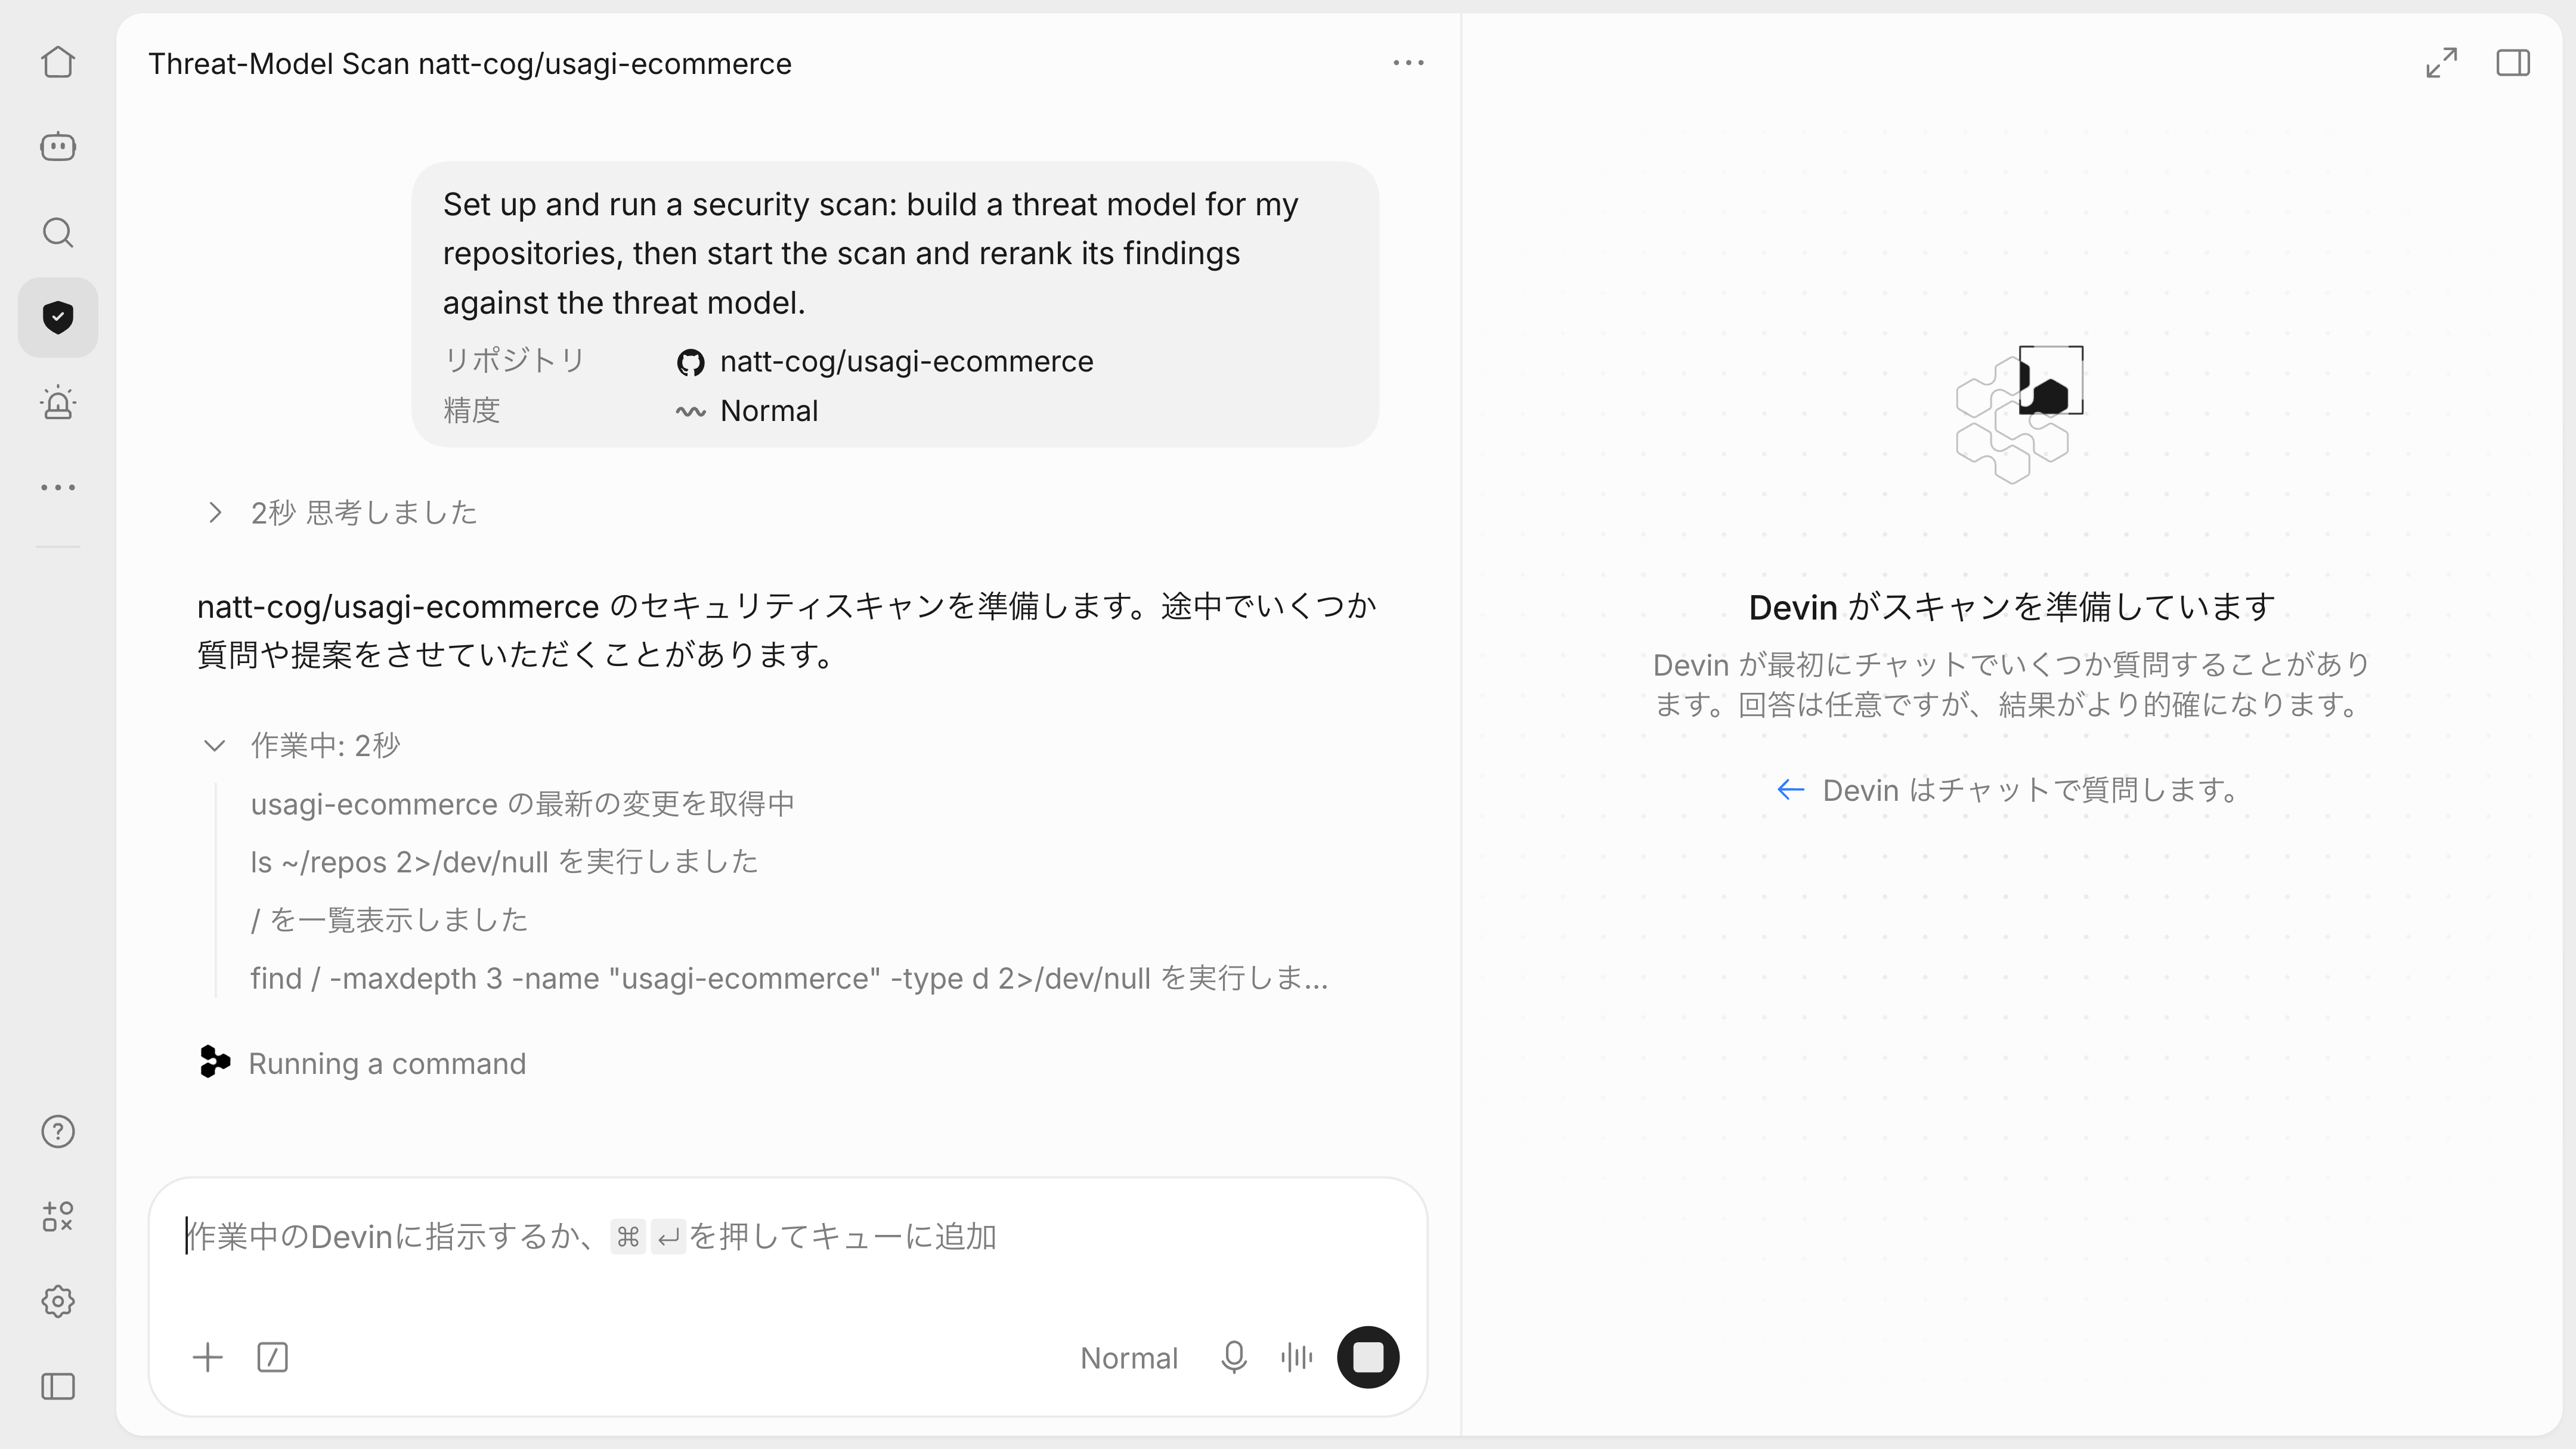 Threat-Model Scan natt-cog/usagi-ecommerce
Set up and run a security scan: build a threat model for my
repositories, then start the scan and rerank its findings
against the threat model.
リポジトリ natt-cog/usagi-ecommerce
精度 Normal
2秒 思考しました
natt-cog/usagi-ecommerce のセキュリティスキャンを準備します。途中でいくつか
質問や提案をさせていただくことがあります。
作業中: 2秒
usagi-ecommerce の最新の変更を取得中
ls ~/repos 2>/dev/null を実行しました
/ を一覧表示しました
find / -maxdepth 3 -name "usagi-ecommerce" -type d 2>/dev/null を実行しま...
Running a command
作業中のDevinに指示するか、⌘ ↵ を押してキューに追加
Normal
Devin がスキャンを準備しています
Devin が最初にチャットでいくつか質問することがあり
ます。回答は任意ですが、結果がより的確になります。
← Devin はチャットで質問します。